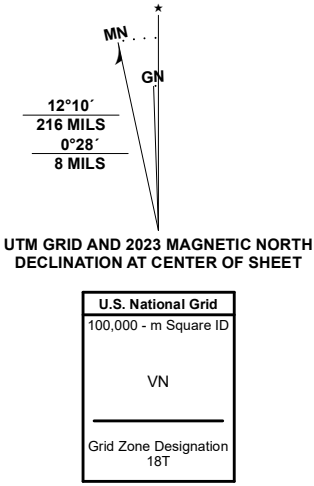 ★
MN
GN
12°10´
216 MILS
0°28´
8 MILS
UTM GRID AND 2023 MAGNETIC NORTH
DECLINATION AT CENTER OF SHEET
U.S. National Grid
100,000 - m Square ID
VN
Grid Zone Designation
18T